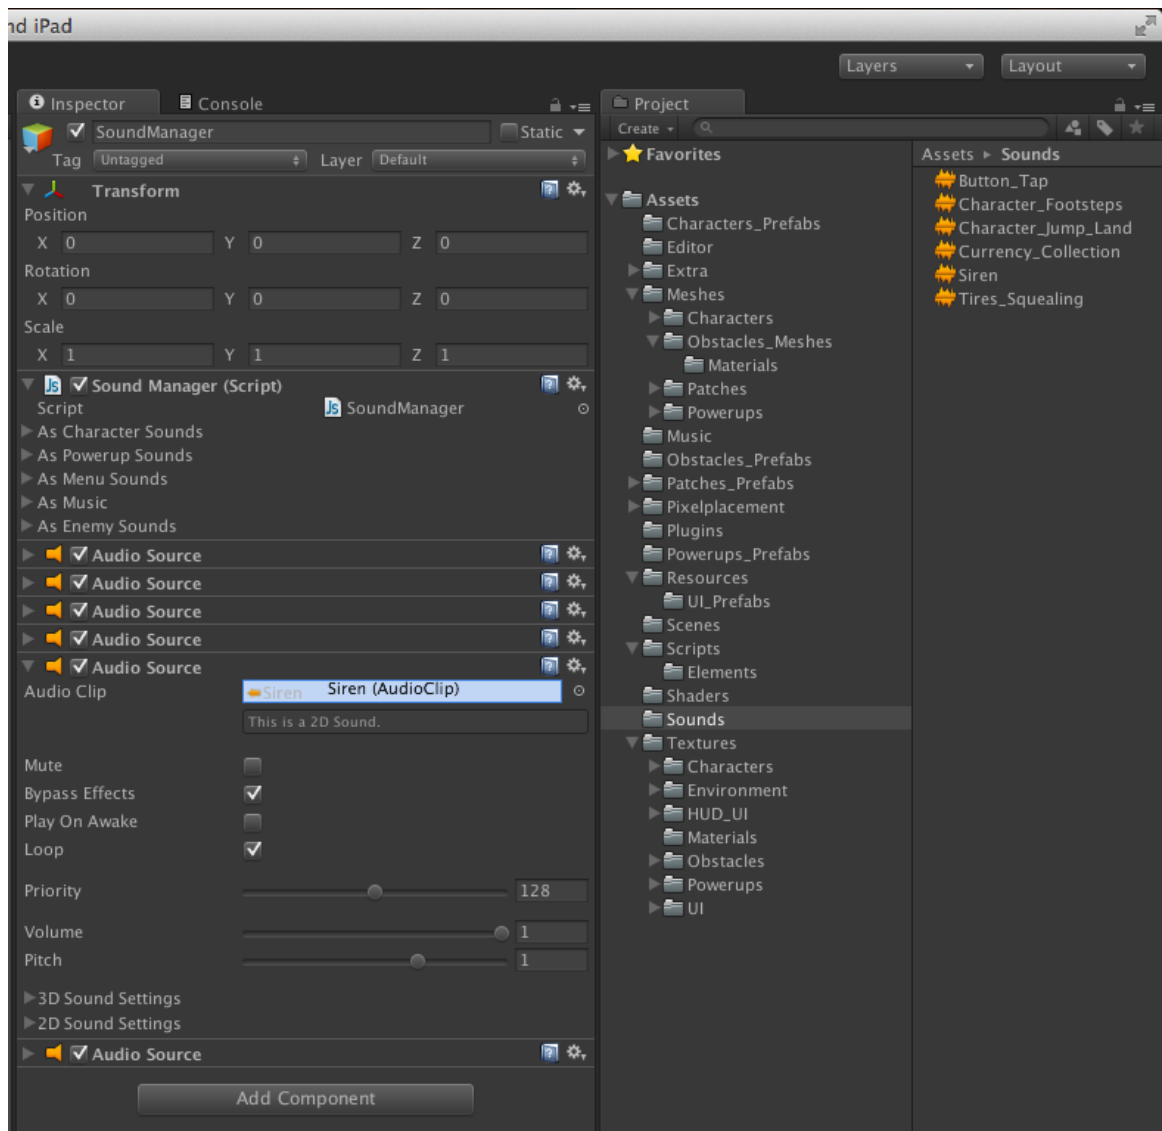 nd iPad
Layers
Layout
Inspector
Console
SoundManager
Static
Tag Untagged Layer Default
Transform
Position
X 0 Y 0 Z 0
Rotation
X 0 Y 0 Z 0
Scale
X 1 Y 1 Z 1
Sound Manager (Script)
Script SoundManager
As Character Sounds
As Powerup Sounds
As Menu Sounds
As Music
As Enemy Sounds
Audio Source
Audio Source
Audio Source
Audio Source
Audio Source
Audio Clip Siren Siren (AudioClip)
This is a 2D Sound.
Mute
Bypass Effects
Play On Awake
Loop
Priority 128
Volume 1
Pitch 1
3D Sound Settings
2D Sound Settings
Audio Source
Add Component
Project
Create
Favorites
Assets
Characters_Prefabs
Editor
Extra
Meshes
Characters
Obstacles_Meshes
Materials
Patches
Powerups
Music
Obstacles_Prefabs
Patches_Prefabs
Pixelplacement
Plugins
Powerups_Prefabs
Resources
UI_Prefabs
Scenes
Scripts
Elements
Shaders
Sounds
Textures
Characters
Environment
HUD_UI
Materials
Obstacles
Powerups
UI
Assets Sounds
Button_Tap
Character_Footsteps
Character_Jump_Land
Currency_Collection
Siren
Tires_Squealing